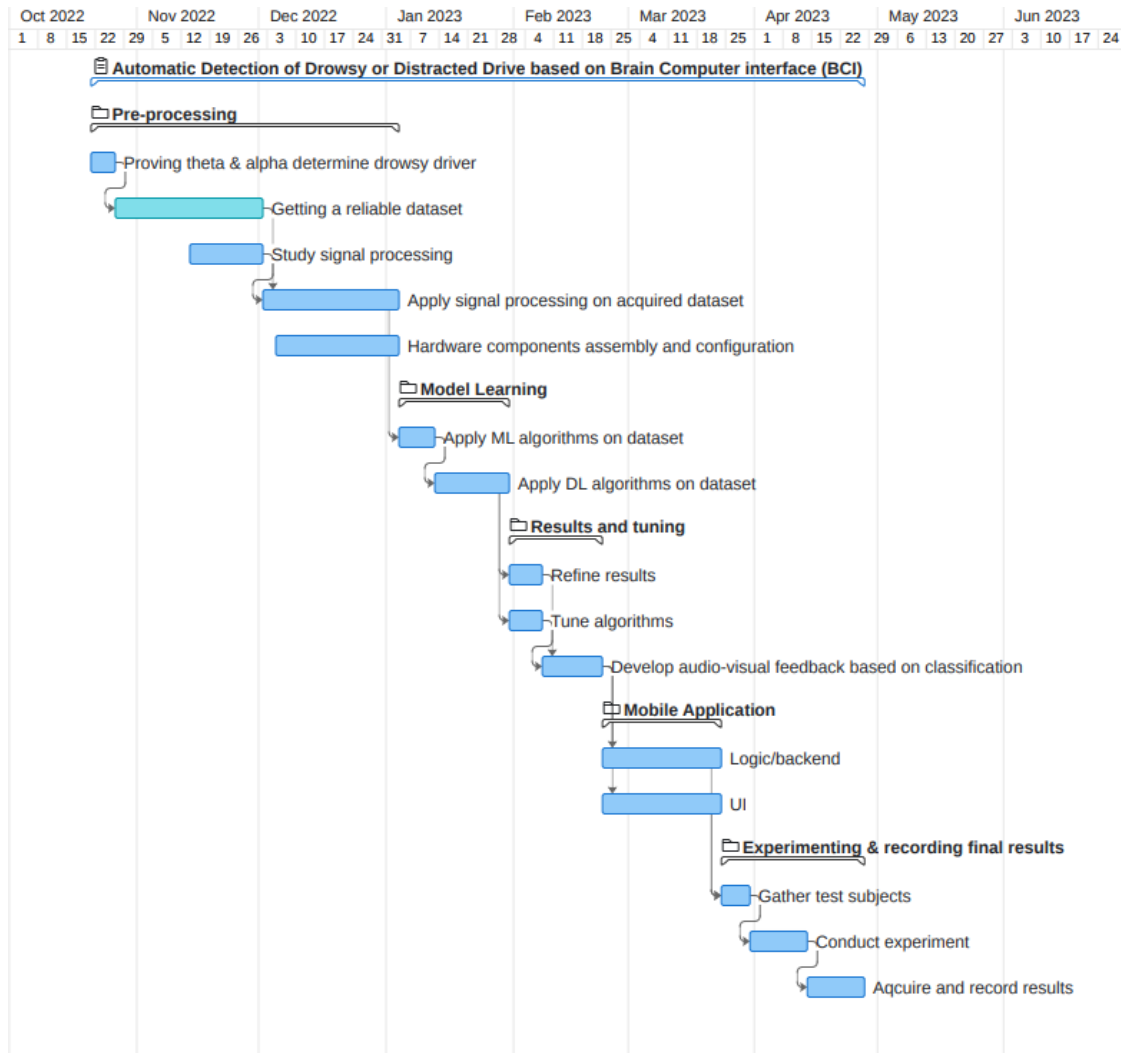 Oct 2022 Nov 2022 Dec 2022 Jan 2023 Feb 2023 Mar 2023 Apr 2023 May 2023 Jun 2023
1 8 15 22 29 5 12 19 26 3 10 17 24 31 7 14 21 28 4 11 18 25 4 11 18 25 1 8 15 22 29 6 13 20 27 3 10 17 24
Automatic Detection of Drowsy or Distracted Drive based on Brain Computer interface (BCI)
Pre-processing
Proving theta & alpha determine drowsy driver
Getting a reliable dataset
Study signal processing
Apply signal processing on acquired dataset
Hardware components assembly and configuration
Model Learning
Apply ML algorithms on dataset
Apply DL algorithms on dataset
Results and tuning
Refine results
Tune algorithms
Develop audio-visual feedback based on classification
Mobile Application
Logic/backend
UI
Experimenting & recording final results
Gather test subjects
Conduct experiment
Aqcuire and record results